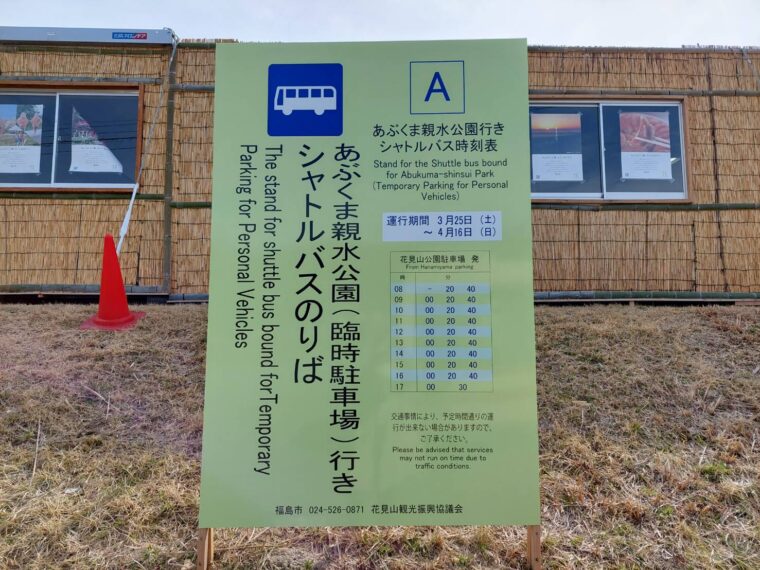 A
あぶくま親水公園行き
シャトルバス時刻表
Stand for the Shuttle bus bound
for Abukuma-shinsui Park
(Temporary Parking for Personal
Vehicles)
運行期間 3月25日(土)
～ 4月16日(日)
花見山公園駐車場 発
From Hanamiyama parking
時 分
08 - 20 40
09 00 20 40
10 00 20 40
11 00 20 40
12 00 20 40
13 00 20 40
14 00 20 40
15 00 20 40
16 00 20 40
17 00 30
交通事情により、予定時間通りの運
行が出来ない場合がありますので、
ご了承ください。
Please be advised that services
may not run on time due to
traffic conditions.
あぶくま親水公園(臨時駐車場)行き
シャトルバスのりば
The stand for shuttle bus bound forTemporary
Parking for Personal Vehicles
福島市 024-526-0871 花見山観光振興協議会